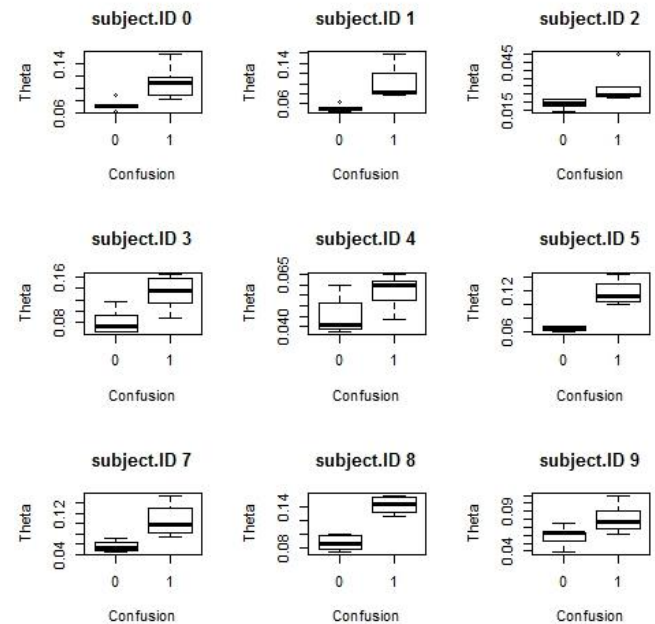 subject.ID 0
Theta
0.14
0.06
0
1
Confusion
subject.ID 1
Theta
0.14
0.06
0
1
Confusion
subject.ID 2
Theta
0.045
0.015
0
1
Confusion
subject.ID 3
Theta
0.16
0.08
0
1
Confusion
subject.ID 4
Theta
0.065
0.040
0
1
Confusion
subject.ID 5
Theta
0.12
0.06
0
1
Confusion
subject.ID 7
Theta
0.12
0.04
0
1
Confusion
subject.ID 8
Theta
0.14
0.08
0
1
Confusion
subject.ID 9
Theta
0.09
0.04
0
1
Confusion